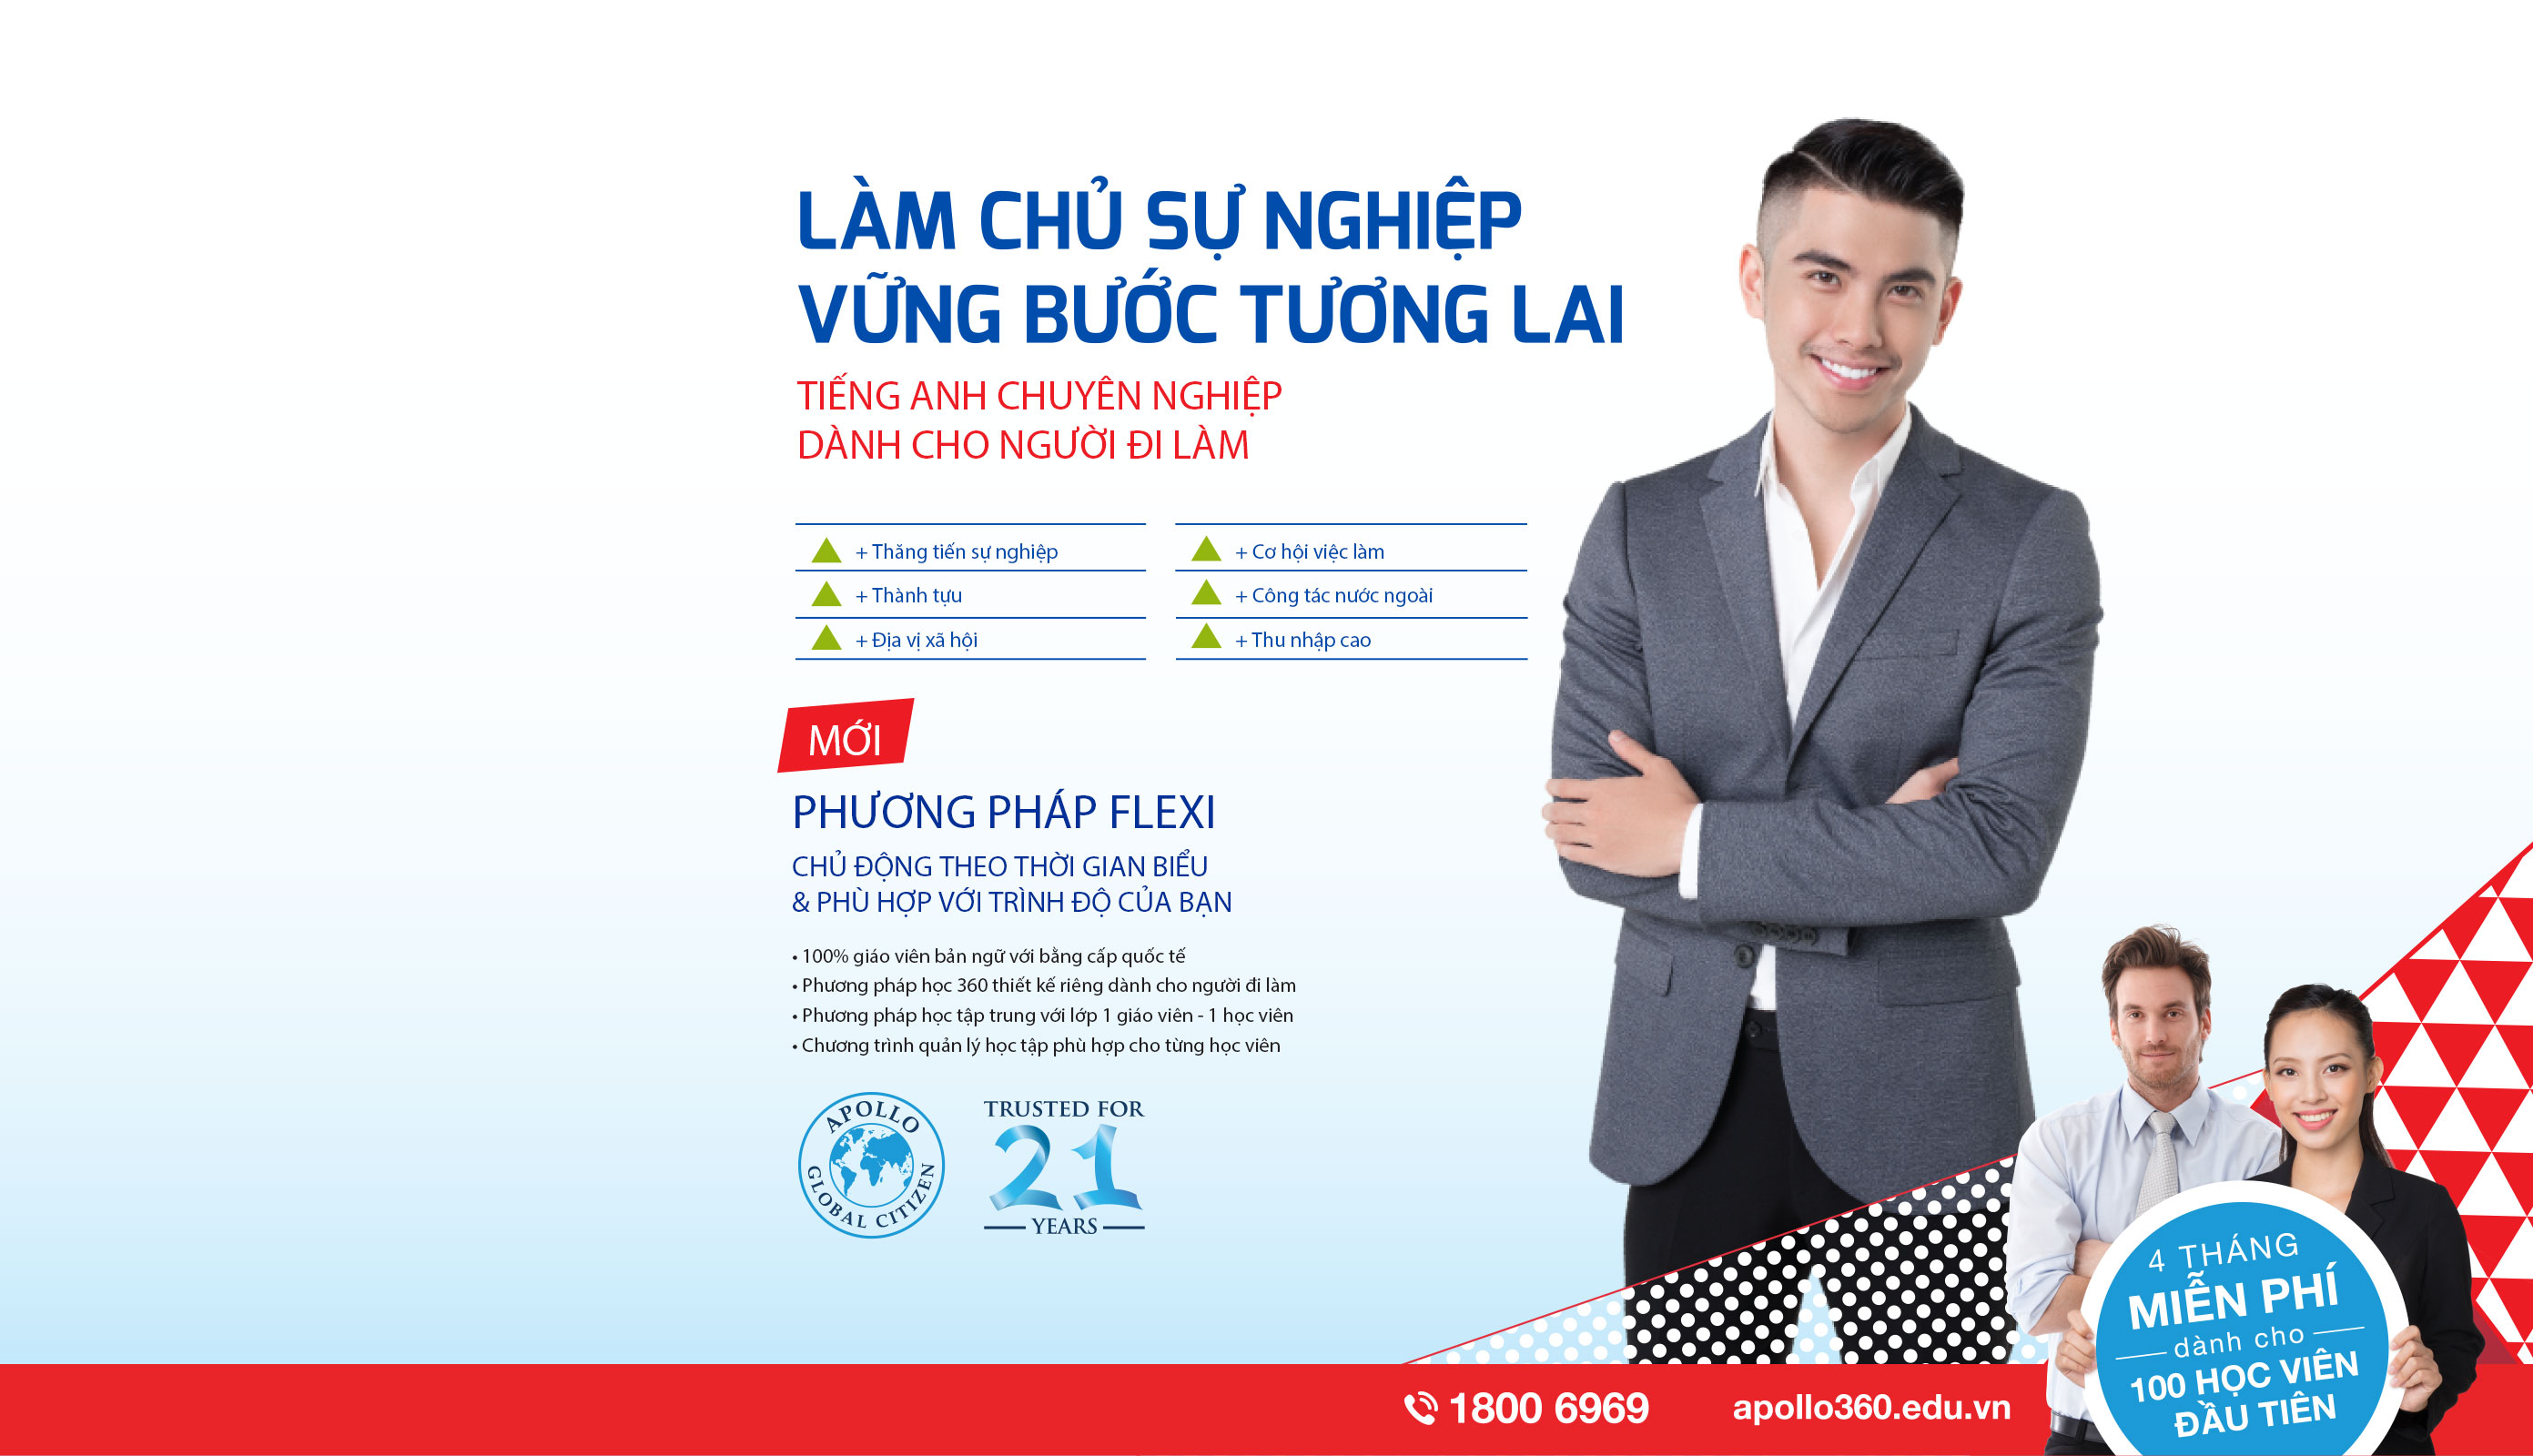 LÀM CHỦ SỰ NGHIỆP
VỮNG BƯỚC TƯƠNG LAI
TIẾNG ANH CHUYÊN NGHIỆP
DÀNH CHO NGƯỜI ĐI LÀM
+ Thăng tiến sự nghiệp
+ Thành tựu
+ Địa vị xã hội
+ Cơ hội việc làm
+ Công tác nước ngoài
+ Thu nhập cao
MỚI
PHƯƠNG PHÁP FLEXI
CHỦ ĐỘNG THEO THỜI GIAN BIỂU
& PHÙ HỢP VỚI TRÌNH ĐỘ CỦA BẠN
• 100% giáo viên bản ngữ với bằng cấp quốc tế
• Phương pháp học 360 thiết kế riêng dành cho người đi làm
• Phương pháp học tập trung với lớp 1 giáo viên - 1 học viên
• Chương trình quản lý học tập phù hợp cho từng học viên
APOLLO
GLOBAL CITIZEN
TRUSTED FOR
21
YEARS
4 THÁNG
MIỄN PHÍ
dành cho
100 HỌC VIÊN
ĐẦU TIÊN
1800 6969
apollo360.edu.vn